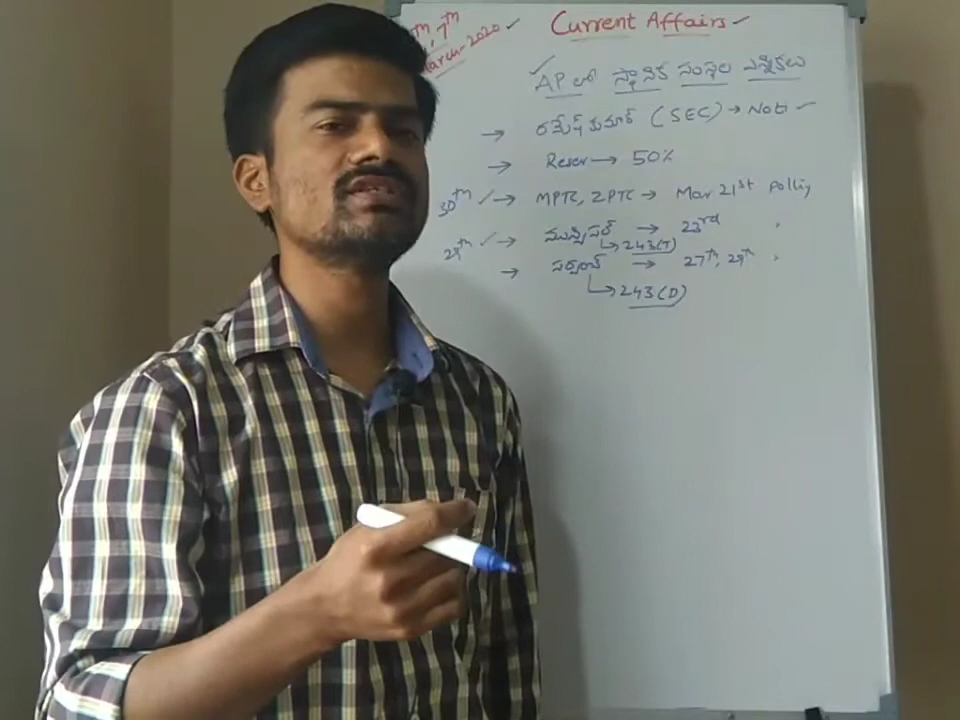 th, 7th Current Affairs
March-2020
AP లో స్థానిక సంస్థల ఎన్నికలు
→ రమేష్ కుమార్ (SEC) → Noti
→ Reser → 50%
30th → MPTC, ZPTC → Mar 21st Polling
29th → మున్సిపల్ → 23rd "
↳ 243(T)
→ సర్పంచ్ → 27th, 29th "
↳ 243(D)